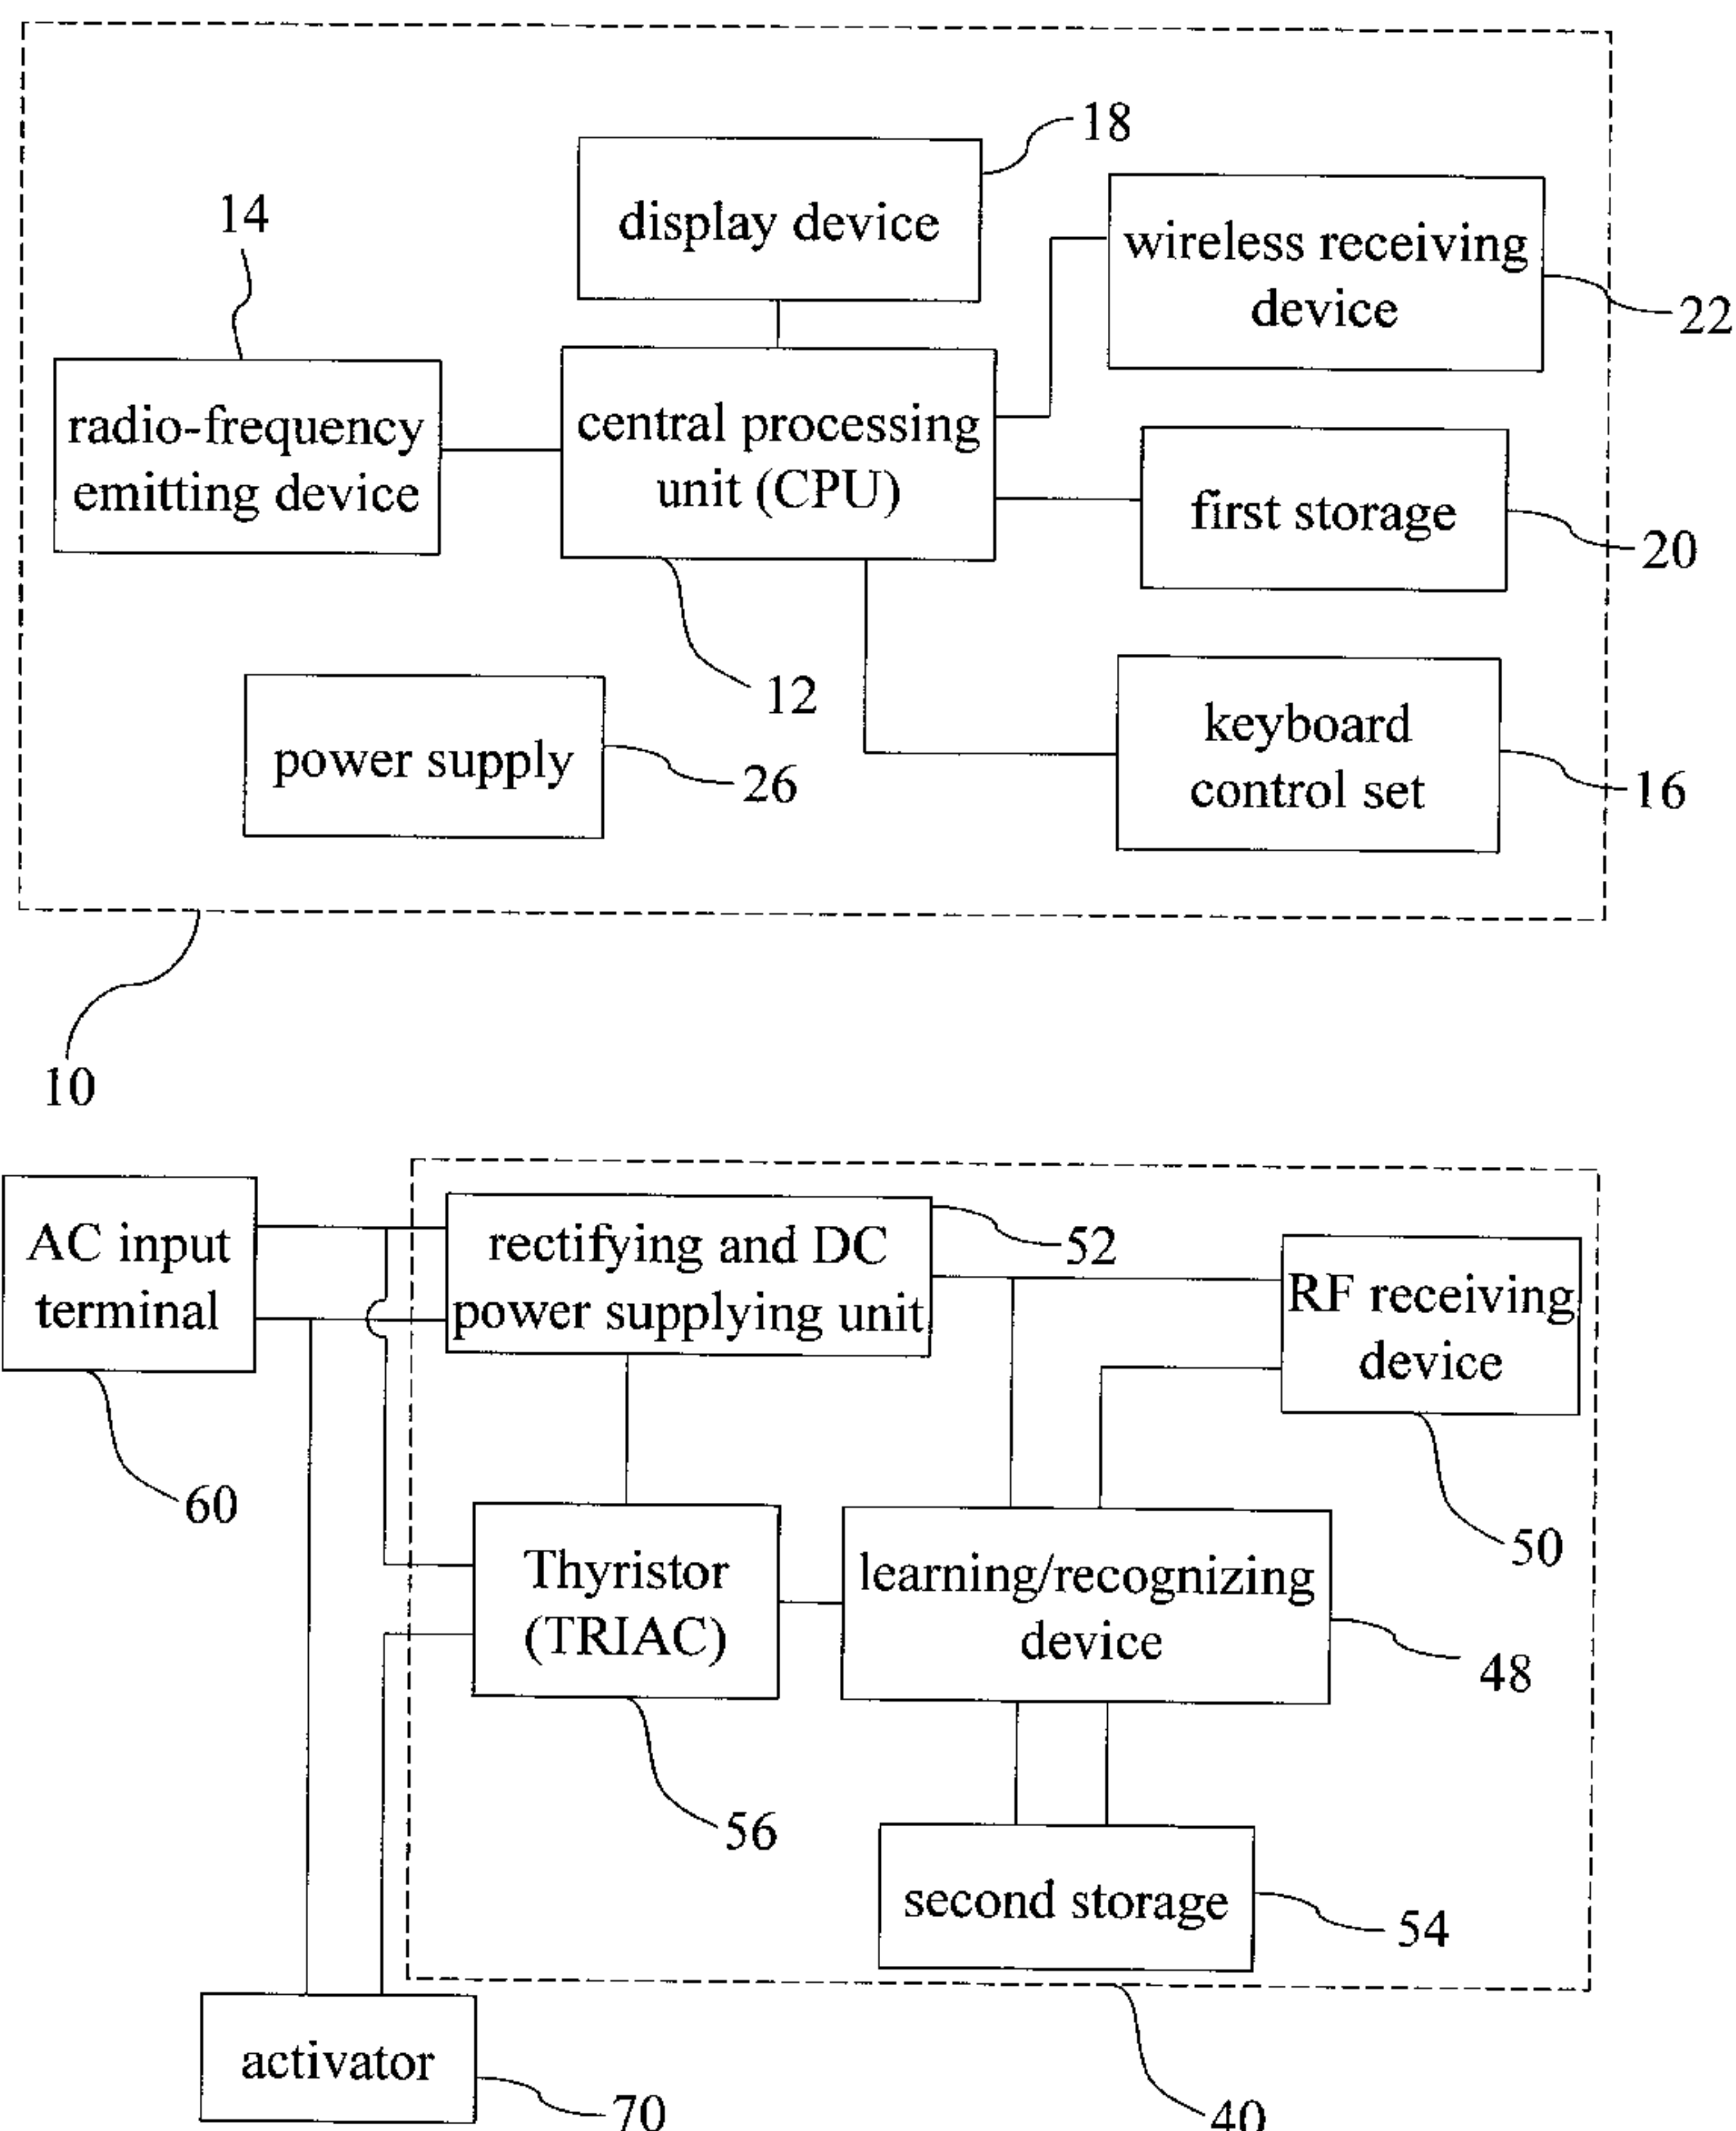 18
display device
14
wireless receiving
device
22
radio-frequency
emitting device
central processing
unit (CPU)
first storage
20
12
power supply
26
keyboard
control set
16
10
AC input
terminal
60
rectifying and DC
power supplying unit
52
RF receiving
device
50
Thyristor
(TRIAC)
56
learning/recognizing
device
48
second storage
54
activator
70
40